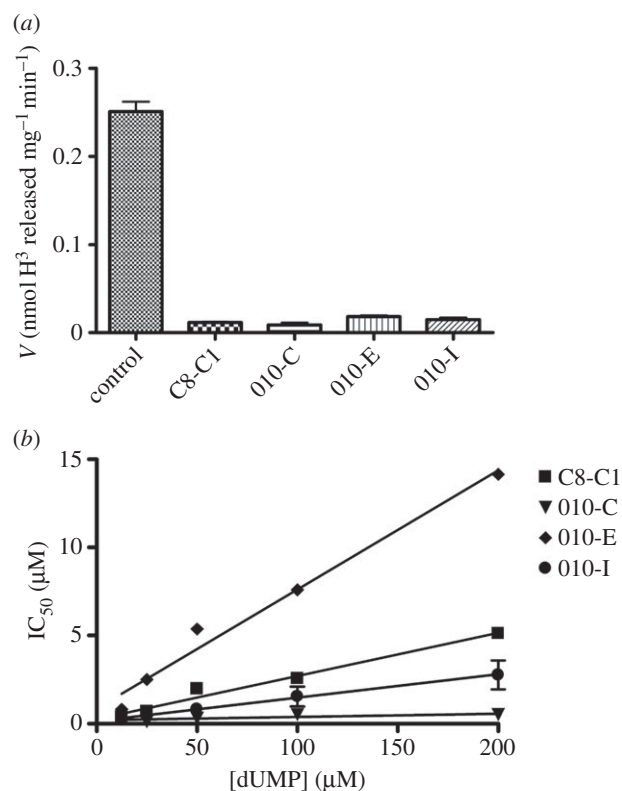 (a)
V (nmol H³ released mg⁻¹ min⁻¹)
0.3
0.2
0.1
0
control
C8-C1
010-C
010-E
010-I
(b)
IC₅₀ (μM)
15
10
5
0
0
50
100
150
200
[dUMP] (μM)
C8-C1
010-C
010-E
010-I